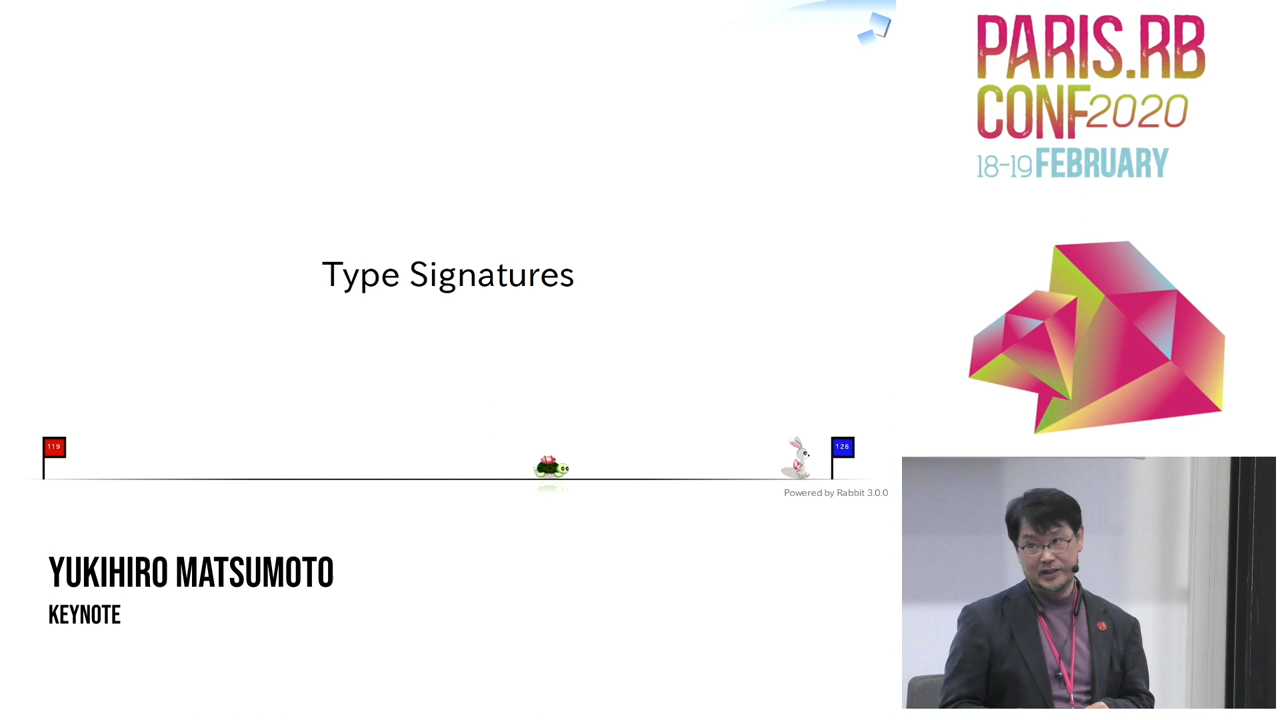 Type Signatures
119
126
Powered by Rabbit 3.0.0
YUKIHIRO MATSUMOTO
KEYNOTE
PARIS.RB
CONF2020
18-19 FEBRUARY